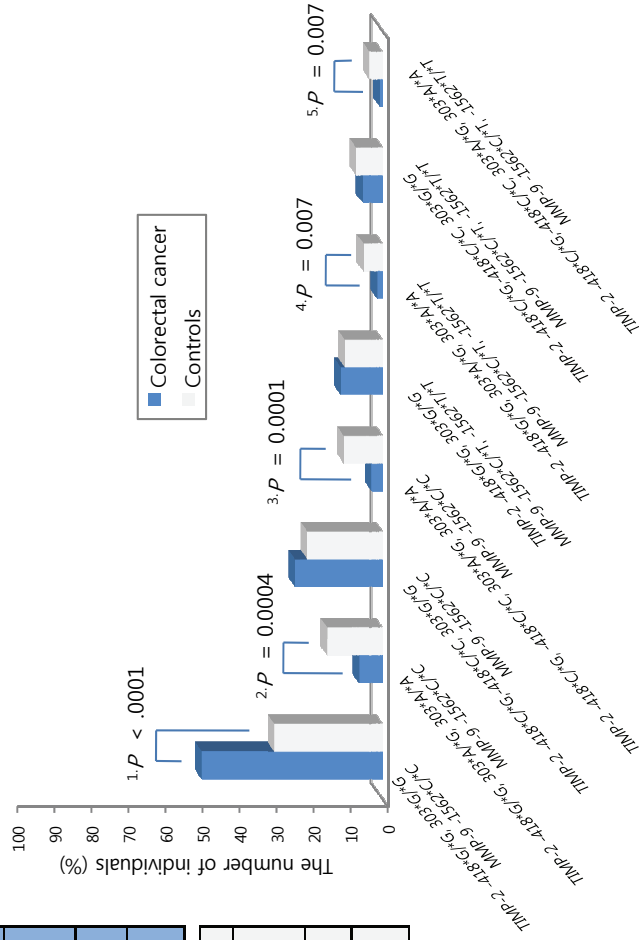 The number of individuals (%)
100
90
80
70
60
50
40
30
20
10
0
Colorectal cancer
Controls
1.P < .0001
2.P = 0.0004
3.P = 0.0001
4.P = 0.007
5.P = 0.007
TIMP-2 -418*G/*G, 303*G/*G
MMP-9 -1562*C/*C
TIMP-2 -418*G/*G, 303*A/*G, 303*A/*A
MMP-9 -1562*C/*C
TIMP-2 -418*C/*G,-418*C/*C, 303*G/*G
MMP-9 -1562*C/*C
TIMP-2 -418*C/*G, -418*C/*C, 303*A/*G, 303*A/*A
MMP-9 -1562*C/*C
TIMP-2 -418*G/*G, 303*G/*G
MMP-9 -1562*C/*T, -1562*T/*T
TIMP-2 -418*G/*G, 303*A/*G, 303*A/*A
MMP-9 -1562*C/*T, -1562*T/*T
TIMP-2 -418*C/*G,-418*C/*C, 303*G/*G
MMP-9 -1562*C/*T, -1562*T/*T
TIMP-2 -418*C/*G,-418*C/*C, 303*A/*G, 303*A/*A
MMP-9 -1562*C/*T, -1562*T/*T